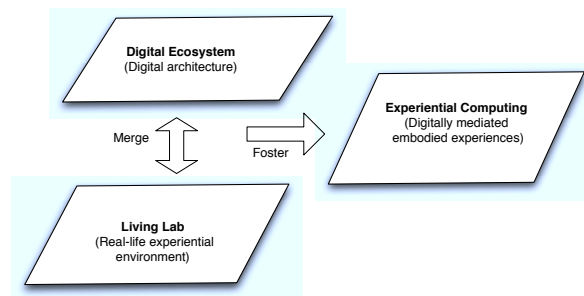 Digital Ecosystem
(Digital architecture)
Merge
Foster
Experiential Computing
(Digitally mediated
embodied experiences)
Living Lab
(Real-life experiential
environment)